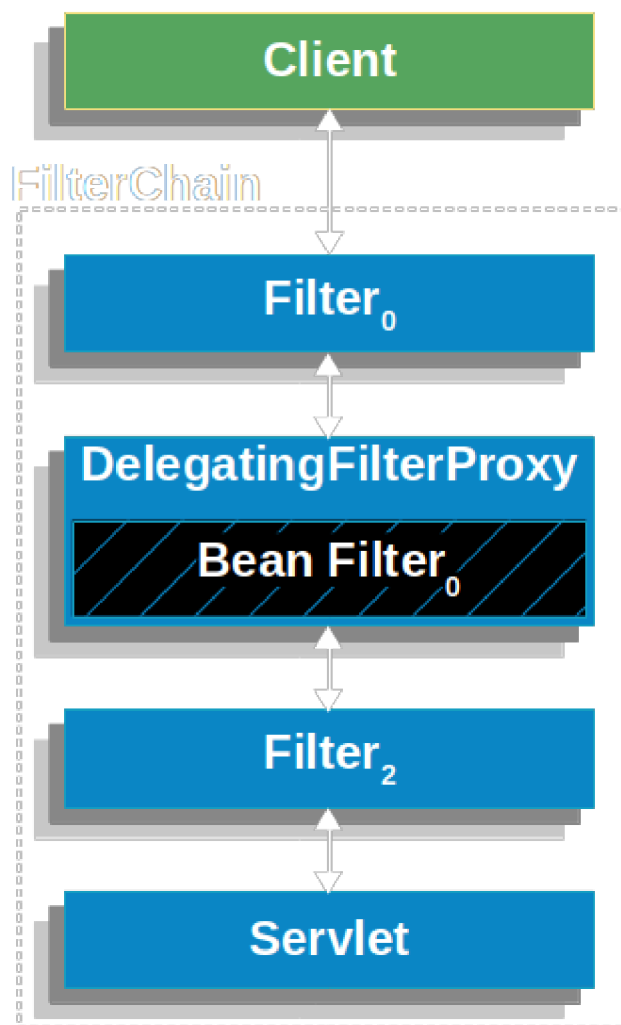 Client
FilterChain
Filter₀
DelegatingFilterProxy
Bean Filter₀
Filter₂
Servlet